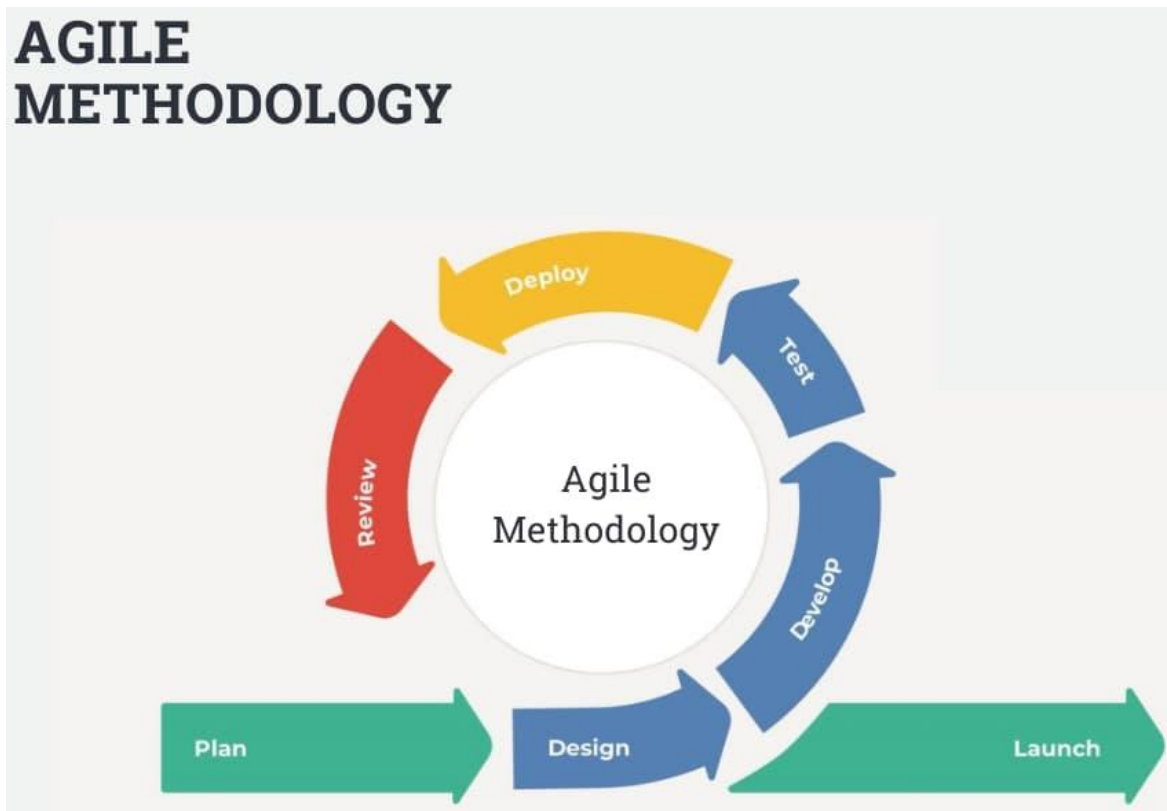 AGILE
METHODOLOGY
Deploy
Test
Review
Agile
Methodology
Develop
Plan
Design
Launch